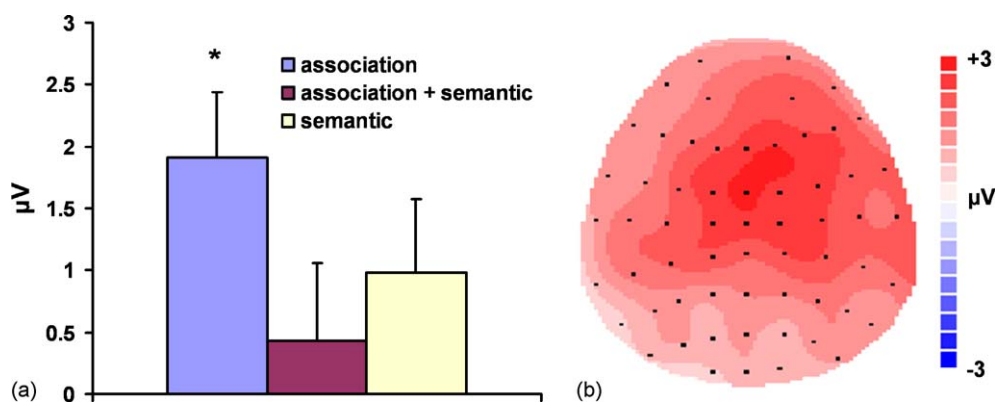 3
2.5
2
1.5
1
0.5
0
µV
*
association
association + semantic
semantic
(a)
+3
µV
-3
(b)